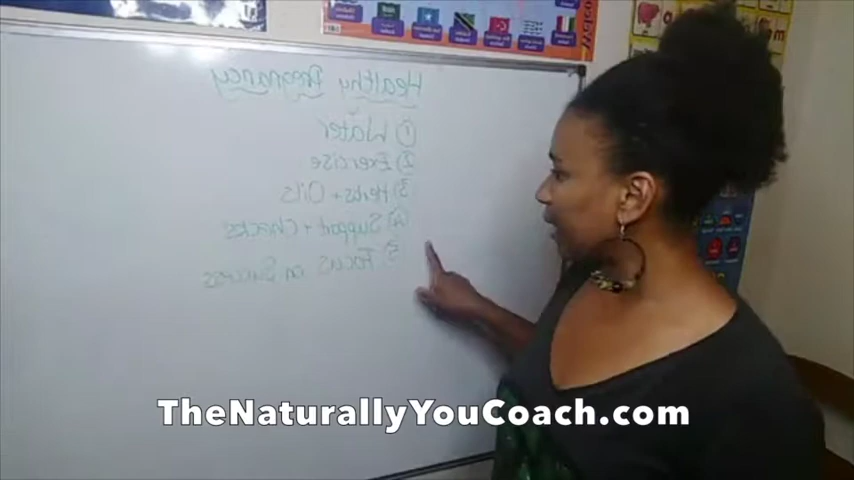 Healthy Pregnancy
1) Water
2) Exercise
3) Herbs + Oils
4) Support + Checks
5) Focus on Success
TheNaturallyYouCoach.com